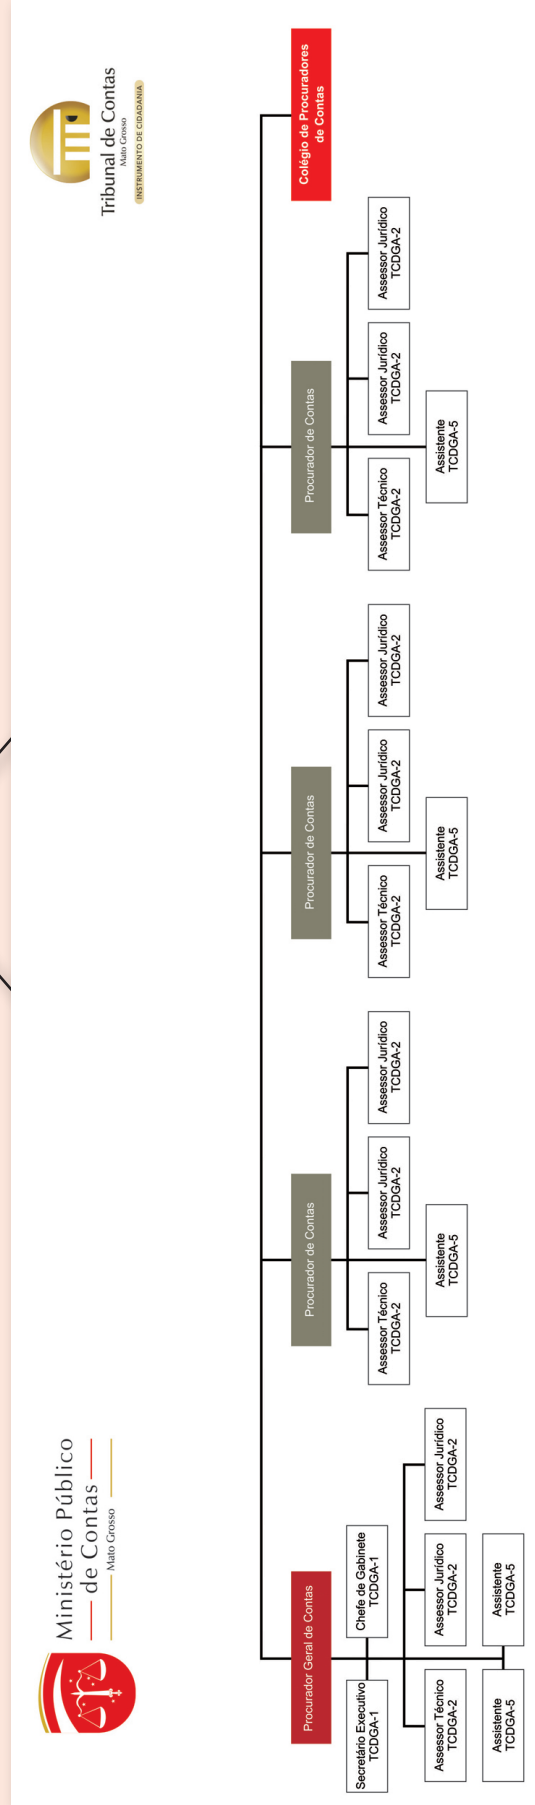 Ministério Público
de Contas
Mato Grosso
Tribunal de Contas
Mato Grosso
INSTRUMENTO DE CIDADANIA
Procurador Geral de Contas
Procurador de Contas
Procurador de Contas
Procurador de Contas
Colégio de Procuradores
de Contas
Secretário Executivo
TCDGA-1
Chefe de Gabinete
TCDGA-1
Assessor Técnico
TCDGA-2
Assessor Jurídico
TCDGA-2
Assessor Jurídico
TCDGA-2
Assistente
TCDGA-5
Assistente
TCDGA-5
Assessor Técnico
TCDGA-2
Assessor Jurídico
TCDGA-2
Assessor Jurídico
TCDGA-2
Assistente
TCDGA-5
Assessor Técnico
TCDGA-2
Assessor Jurídico
TCDGA-2
Assessor Jurídico
TCDGA-2
Assistente
TCDGA-5
Assessor Técnico
TCDGA-2
Assessor Jurídico
TCDGA-2
Assessor Jurídico
TCDGA-2
Assistente
TCDGA-5